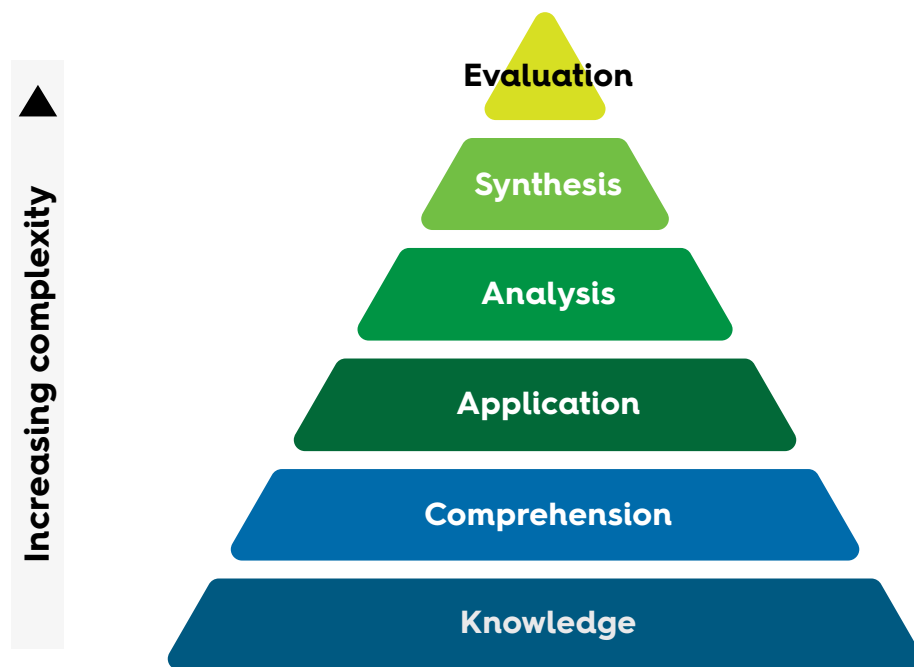 Increasing complexity
Evaluation
Synthesis
Analysis
Application
Comprehension
Knowledge